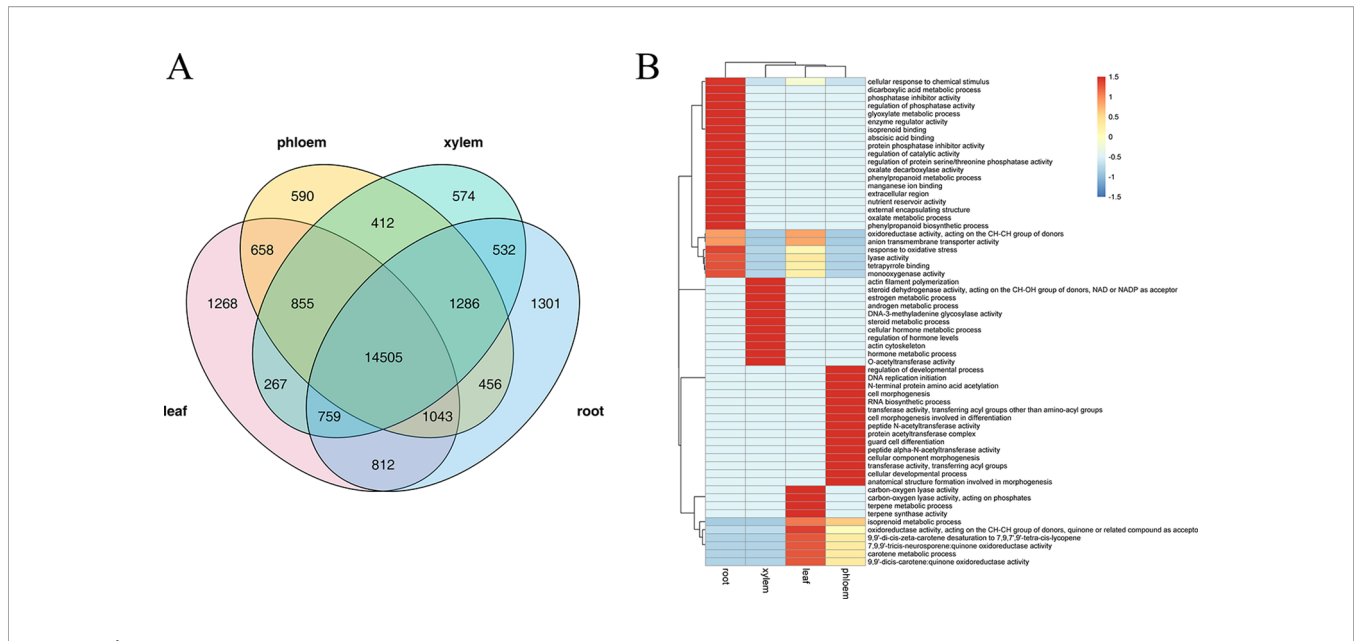 A
phloem
xylem
590
574
412
658
532
1268
855
1286
1301
14505
267
456
leaf
759
1043
root
812
B
1.5
1
0.5
0
-0.5
-1
-1.5
cellular response to chemical stimulus
dicarboxylic acid metabolic process
phosphatase inhibitor activity
regulation of phosphatase activity
glyoxylate metabolic process
enzyme regulator activity
isoprenoid binding
abscisic acid binding
protein phosphatase inhibitor activity
regulation of catalytic activity
regulation of protein serine/threonine phosphatase activity
oxalate decarboxylase activity
phenylpropanoid metabolic process
manganese ion binding
extracellular region
nutrient reservoir activity
external encapsulating structure
oxalate metabolic process
phenylpropanoid biosynthetic process
oxidoreductase activity, acting on the CH-CH group of donors
anion transmembrane transporter activity
response to oxidative stress
lyase activity
tetrapyrrole binding
monooxygenase activity
actin filament polymerization
steroid dehydrogenase activity, acting on the CH-OH group of donors, NAD or NADP as acceptor
estrogen metabolic process
androgen metabolic process
DNA-3-methyladenine glycosylase activity
steroid metabolic process
cellular hormone metabolic process
regulation of hormone levels
actin cytoskeleton
hormone metabolic process
O-acetyltransferase activity
regulation of developmental process
DNA replication initiation
N-terminal protein amino acid acetylation
cell morphogenesis
RNA biosynthetic process
transferase activity, transferring acyl groups other than amino-acyl groups
cell morphogenesis involved in differentiation
peptide N-acetyltransferase activity
protein acetyltransferase complex
guard cell differentiation
peptide alpha-N-acetyltransferase activity
cellular component morphogenesis
transferase activity, transferring acyl groups
cellular developmental process
anatomical structure formation involved in morphogenesis
carbon-oxygen lyase activity
carbon-oxygen lyase activity, acting on phosphates
terpene metabolic process
terpene synthase activity
isoprenoid metabolic process
oxidoreductase activity, acting on the CH-CH group of donors, quinone or related compound as accepto
9,9'-di-cis-zeta-carotene desaturation to 7,9,7',9'-tetra-cis-lycopene
7,9,9'-tricis-neurosporene:quinone oxidoreductase activity
carotene metabolic process
9,9'-dicis-carotene:quinone oxidoreductase activity
root
xylem
leaf
phloem